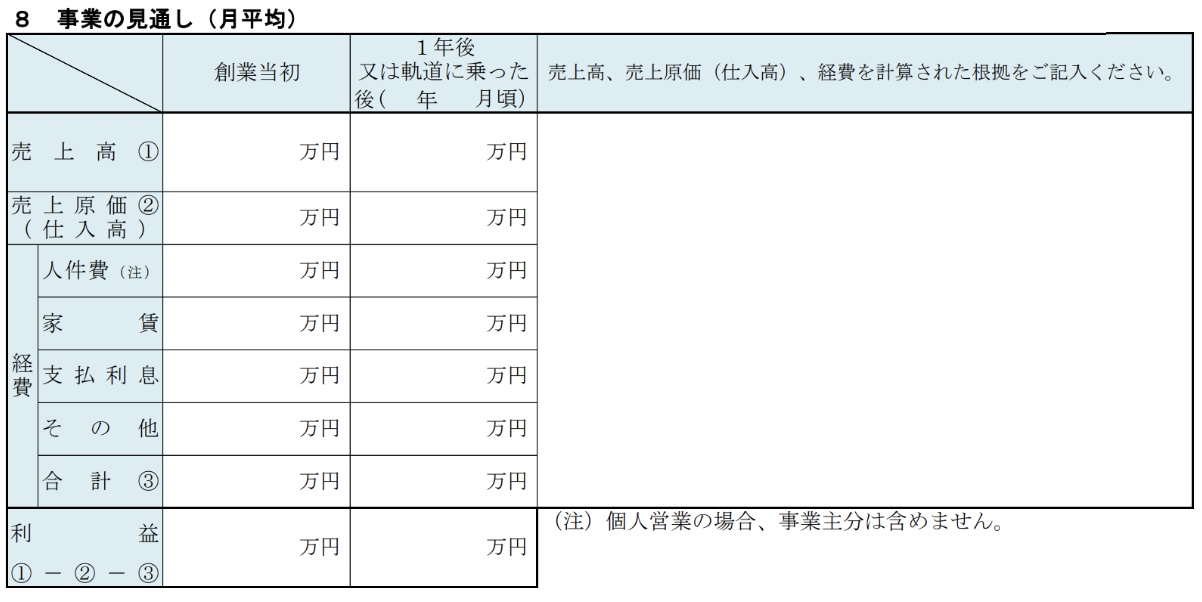 ８　事業の見通し（月平均）
創業当初
１年後
又は軌道に乗った
後（　年　月頃）
売上高、売上原価（仕入高）、経費を計算された根拠をご記入ください。
売上高①
万円
万円
売上原価②
（仕入高）
万円
万円
経費
人件費（注）
万円
万円
家賃
万円
万円
支払利息
万円
万円
その他
万円
万円
合計③
万円
万円
利益
①－②－③
万円
万円
（注）個人営業の場合、事業主分は含めません。